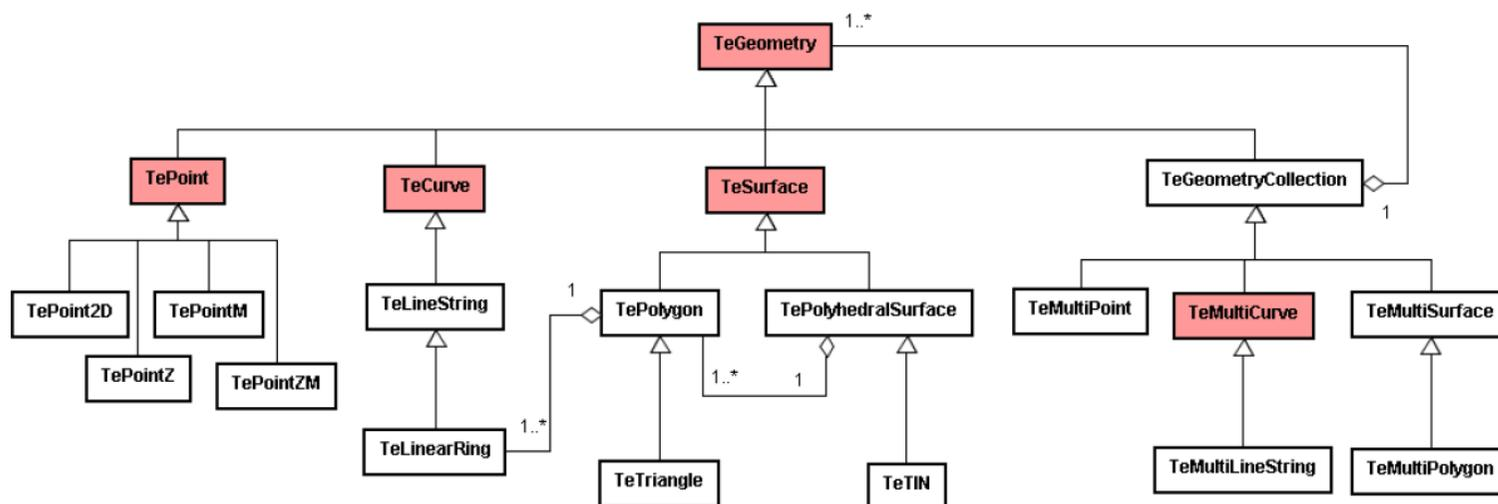 1..*
TeGeometry
TePoint
TeCurve
TeSurface
TeGeometryCollection
1
TePoint2D
TePointM
TePointZ
TePointZM
TeLineString
1
TePolygon
TePolyhedralSurface
TeMultiPoint
TeMultiCurve
TeMultiSurface
1..*
1
1..*
TeLinearRing
TeTriangle
TeTIN
TeMultiLineString
TeMultiPolygon